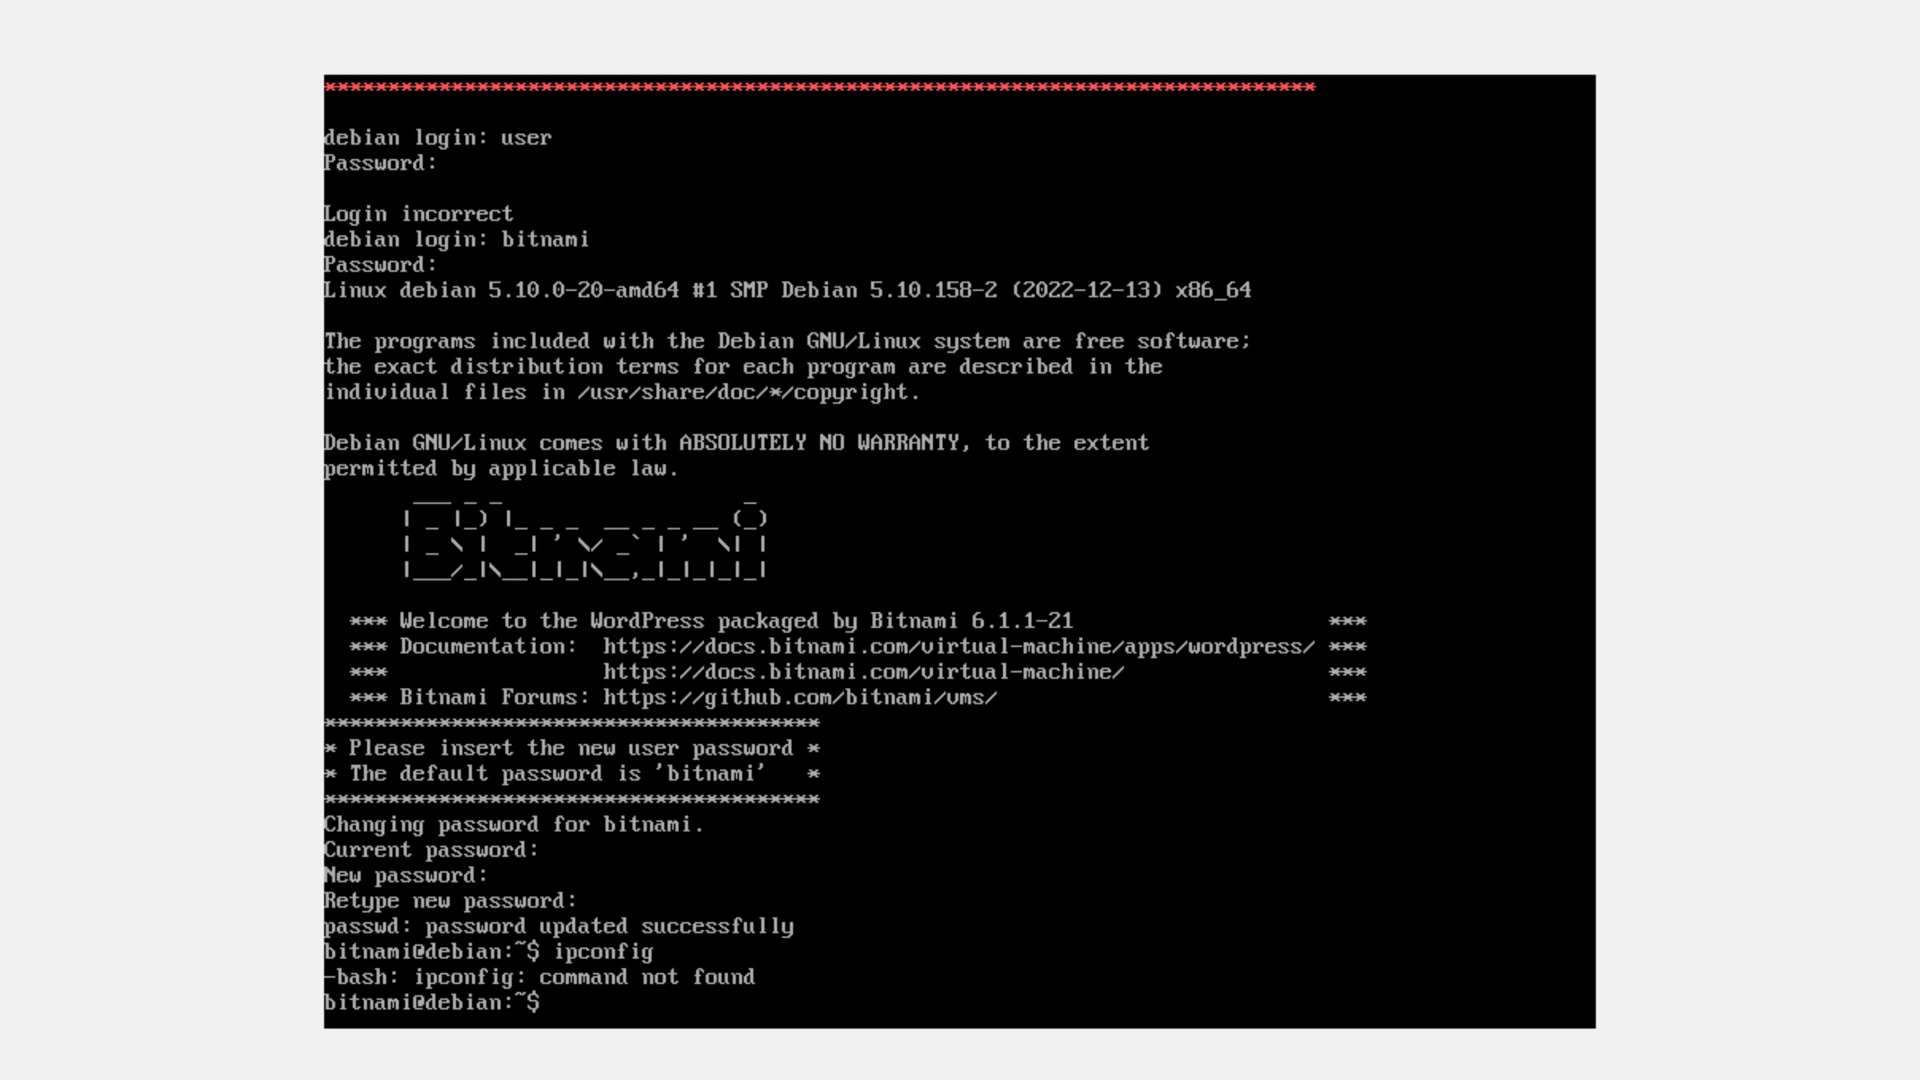 ******************************************************************************
debian login: user
Password:
Login incorrect
debian login: bitnami
Password:
Linux debian 5.10.0-20-amd64 #1 SMP Debian 5.10.158-2 (2022-12-13) x86_64
The programs included with the Debian GNU/Linux system are free software;
the exact distribution terms for each program are described in the
individual files in /usr/share/doc/*/copyright.
Debian GNU/Linux comes with ABSOLUTELY NO WARRANTY, to the extent
permitted by applicable law.
       ___ _ _                   _
      | _ |_) |_ _ _  __ _ _ __ (_)
      | _ \ |  _| ' \/ _` | '  \| |
      |___/_|\__|_|_|\__,_|_|_|_|_|
  *** Welcome to the WordPress packaged by Bitnami 6.1.1-21                    ***
  *** Documentation:  https://docs.bitnami.com/virtual-machine/apps/wordpress/ ***
  ***                 https://docs.bitnami.com/virtual-machine/                ***
  *** Bitnami Forums: https://github.com/bitnami/vms/                          ***
***************************************
* Please insert the new user password *
* The default password is 'bitnami'   *
***************************************
Changing password for bitnami.
Current password:
New password:
Retype new password:
passwd: password updated successfully
bitnami@debian:~$ ipconfig
-bash: ipconfig: command not found
bitnami@debian:~$